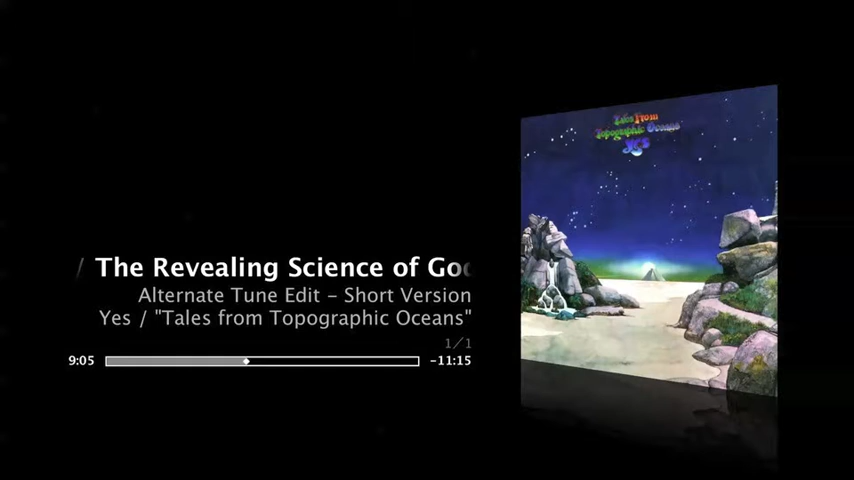 Tales From
Topographic Oceans
YES
/ The Revealing Science of God
Alternate Tune Edit – Short Version
Yes / "Tales from Topographic Oceans"
1/1
9:05
-11:15